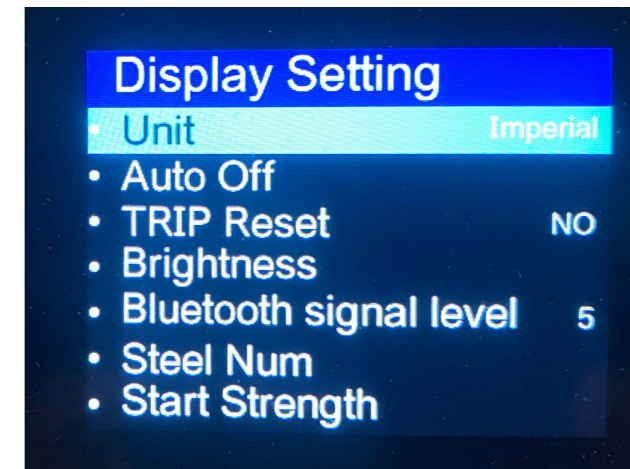 Display Setting
• Unit Imperial
• Auto Off
• TRIP Reset NO
• Brightness
• Bluetooth signal level 5
• Steel Num
• Start Strength